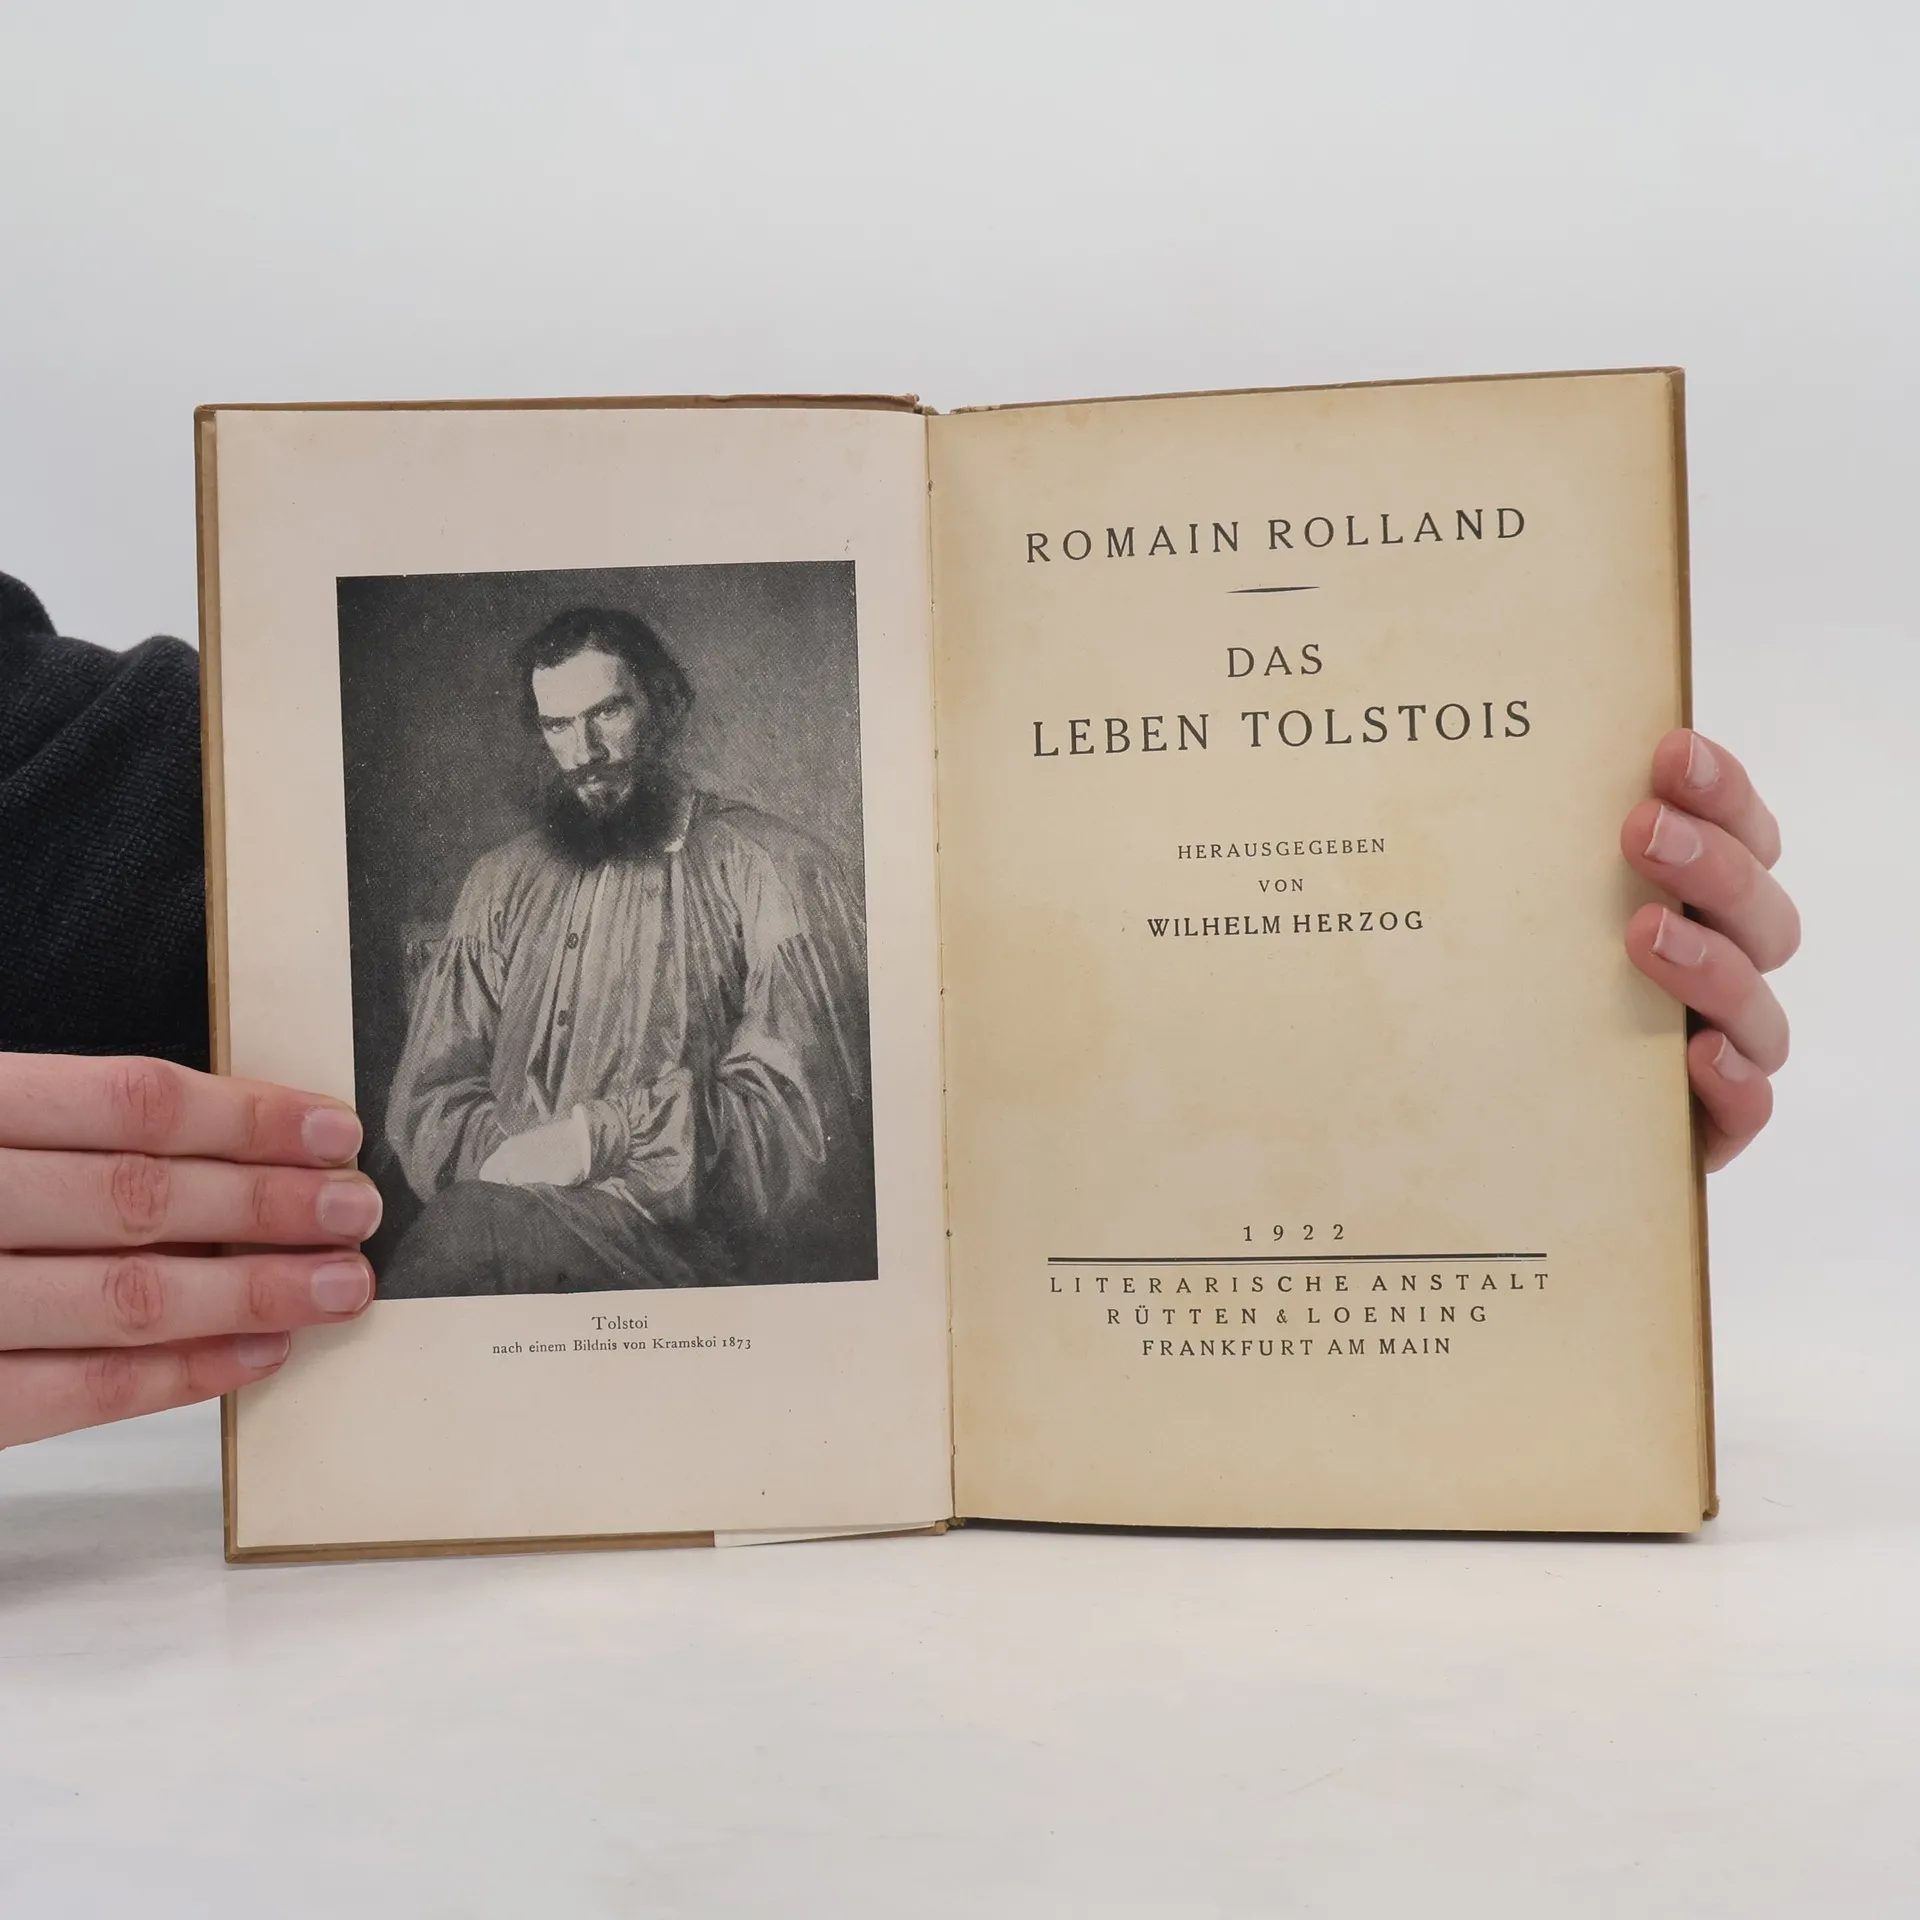 Tolstoi
nach einem Bildnis von Kramskoi 1873
ROMAIN ROLLAND
DAS
LEBEN TOLSTOIS
HERAUSGEGEBEN
VON
WILHELM HERZOG
1922
LITERARISCHE ANSTALT
RÜTTEN & LOENING
FRANKFURT AM MAIN